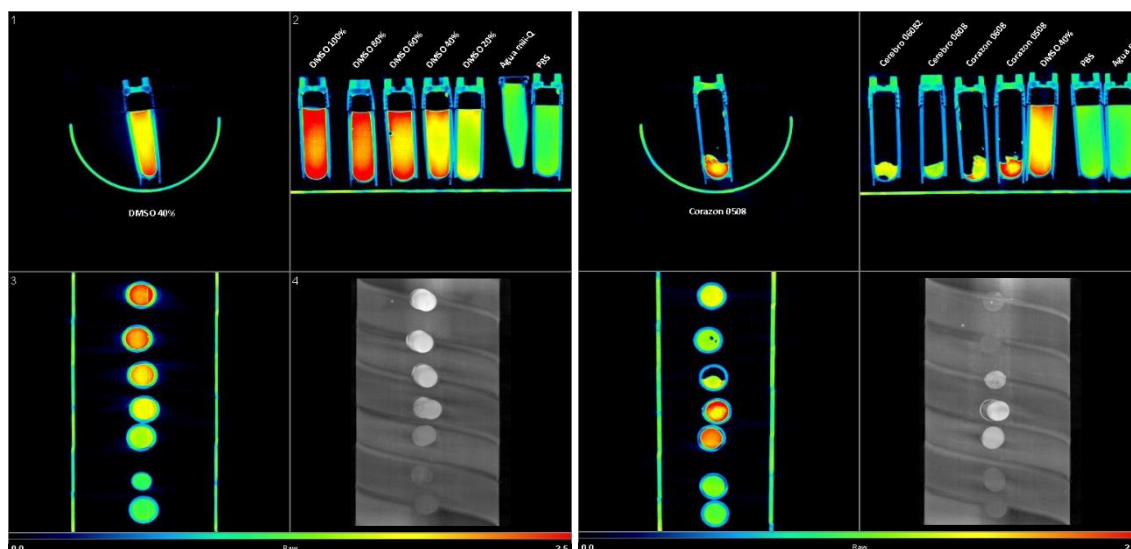 1
2
DMSO 100%
DMSO 80%
DMSO 60%
DMSO 40%
DMSO 20%
Agua mili-Q
PBS
DMSO 40%
3
4
0.0
Raw
2.5
Cerebro 06082
Cerebro 0608
Corazon 0608
Corazon 0508
DMSO 40%
PBS
Corazon 0508
0.0
Raw